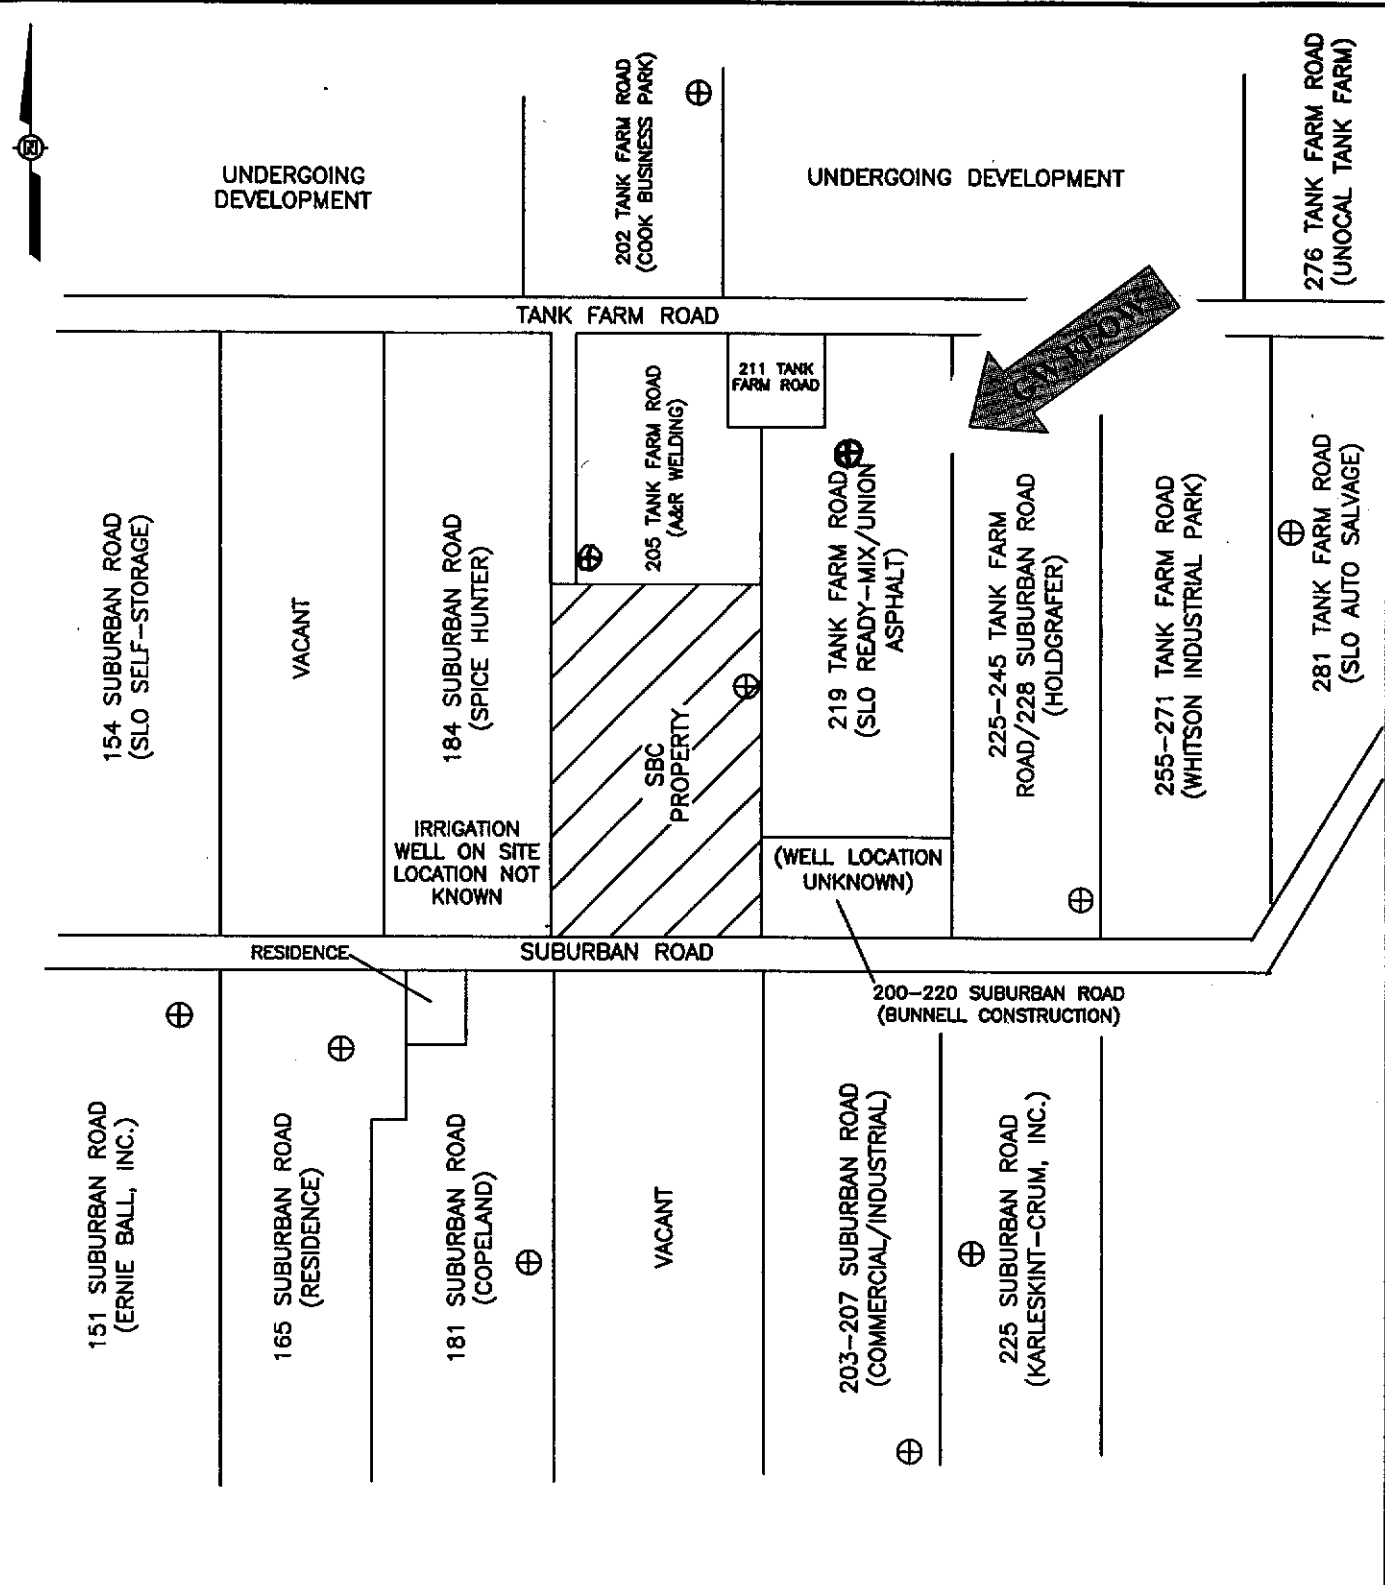 UNDERGOING
DEVELOPMENT
202 TANK FARM ROAD
(COOK BUSINESS PARK)
UNDERGOING DEVELOPMENT
276 TANK FARM ROAD
(UNOCAL TANK FARM)
TANK FARM ROAD
GW FLOW
154 SUBURBAN ROAD
(SLO SELF-STORAGE)
VACANT
184 SUBURBAN ROAD
(SPICE HUNTER)
IRRIGATION
WELL ON SITE
LOCATION NOT
KNOWN
205 TANK FARM ROAD
(A&R WELDING)
211 TANK
FARM ROAD
SBC
PROPERTY
219 TANK FARM ROAD
(SLO READY-MIX/UNION
ASPHALT)
(WELL LOCATION
UNKNOWN)
225-245 TANK FARM
ROAD/228 SUBURBAN ROAD
(HOLDGRAFER)
255-271 TANK FARM ROAD
(WHITSON INDUSTRIAL PARK)
281 TANK FARM ROAD
(SLO AUTO SALVAGE)
RESIDENCE
SUBURBAN ROAD
200-220 SUBURBAN ROAD
(BUNNELL CONSTRUCTION)
151 SUBURBAN ROAD
(ERNIE BALL, INC.)
165 SUBURBAN ROAD
(RESIDENCE)
181 SUBURBAN ROAD
(COPELAND)
VACANT
203-207 SUBURBAN ROAD
(COMMERCIAL/INDUSTRIAL)
225 SUBURBAN ROAD
(KARLESKINT-CRUM, INC.)